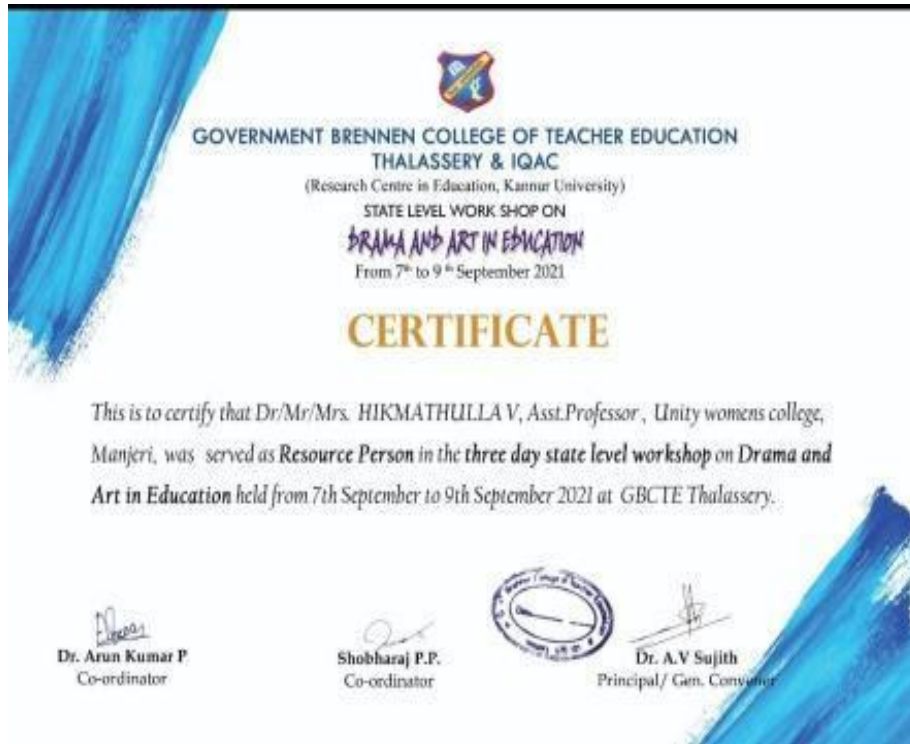 GOVERNMENT BRENNEN COLLEGE OF TEACHER EDUCATION
THALASSERY & IQAC
(Research Centre in Education, Kannur University)
STATE LEVEL WORK SHOP ON
DRAMA AND ART IN EDUCATION
From 7th to 9th September 2021
CERTIFICATE
This is to certify that Dr/Mr/Mrs. HIKMATHULLA V, Asst.Professor , Unity womens college,
Manjeri, was served as Resource Person in the three day state level workshop on Drama and
Art in Education held from 7th September to 9th September 2021 at GBCTE Thalassery.
Dr. Arun Kumar P
Co-ordinator
Shobharaj P.P.
Co-ordinator
Dr. A.V Sujith
Principal/ Gen. Convenor